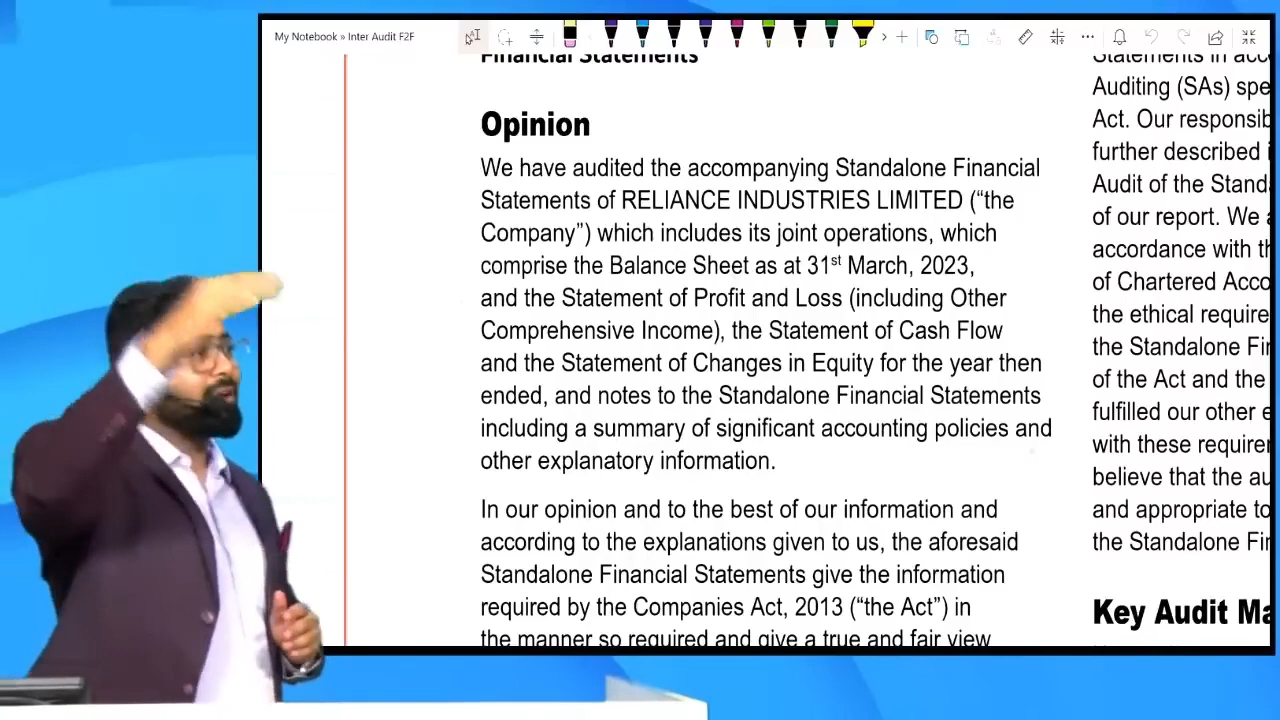 My Notebook » Inter Audit F2F
Financial Statements
Opinion
We have audited the accompanying Standalone Financial
Statements of RELIANCE INDUSTRIES LIMITED (“the
Company”) which includes its joint operations, which
comprise the Balance Sheet as at 31st March, 2023,
and the Statement of Profit and Loss (including Other
Comprehensive Income), the Statement of Cash Flow
and the Statement of Changes in Equity for the year then
ended, and notes to the Standalone Financial Statements
including a summary of significant accounting policies and
other explanatory information.
In our opinion and to the best of our information and
according to the explanations given to us, the aforesaid
Standalone Financial Statements give the information
required by the Companies Act, 2013 (“the Act”) in
the manner so required and give a true and fair view
Statements in acc
Auditing (SAs) spe
Act. Our responsib
further described i
Audit of the Stand
of our report. We a
accordance with th
of Chartered Acco
the ethical require
the Standalone Fin
of the Act and the
fulfilled our other e
with these requirer
believe that the au
and appropriate to
the Standalone Fin
Key Audit Ma